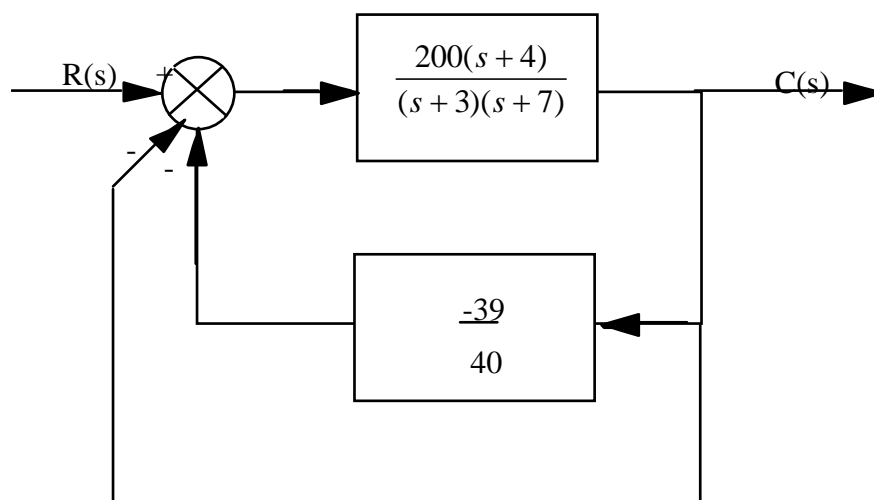 200(s + 4)
(s + 3)(s + 7)
R(s)
+
C(s)
-
-
-39
40